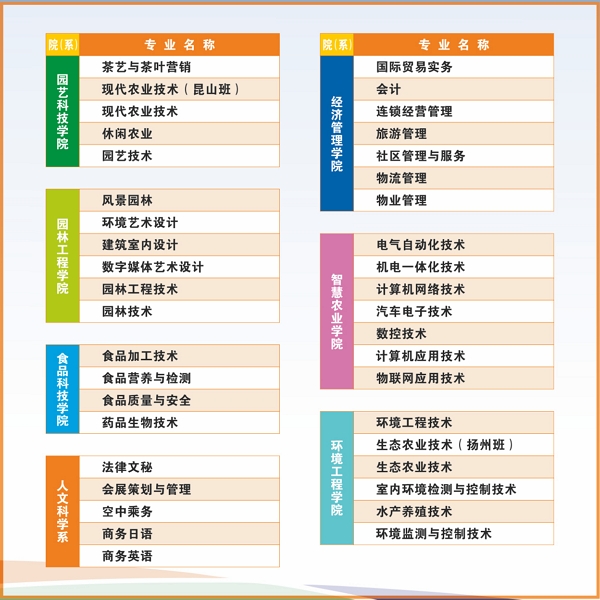 院(系) 专业名称
园艺科技学院
茶艺与茶叶营销
现代农业技术(昆山班)
现代农业技术
休闲农业
园艺技术
园林工程学院
风景园林
环境艺术设计
建筑室内设计
数字媒体艺术设计
园林工程技术
园林技术
食品科技学院
食品加工技术
食品营养与检测
食品质量与安全
药品生物技术
人文科学系
法律文秘
会展策划与管理
空中乘务
商务日语
商务英语
院(系) 专业名称
经济管理学院
国际贸易实务
会计
连锁经营管理
旅游管理
社区管理与服务
物流管理
物业管理
智慧农业学院
电气自动化技术
机电一体化技术
计算机网络技术
汽车电子技术
数控技术
计算机应用技术
物联网应用技术
环境工程学院
环境工程技术
生态农业技术(扬州班)
生态农业技术
室内环境检测与控制技术
水产养殖技术
环境监测与控制技术